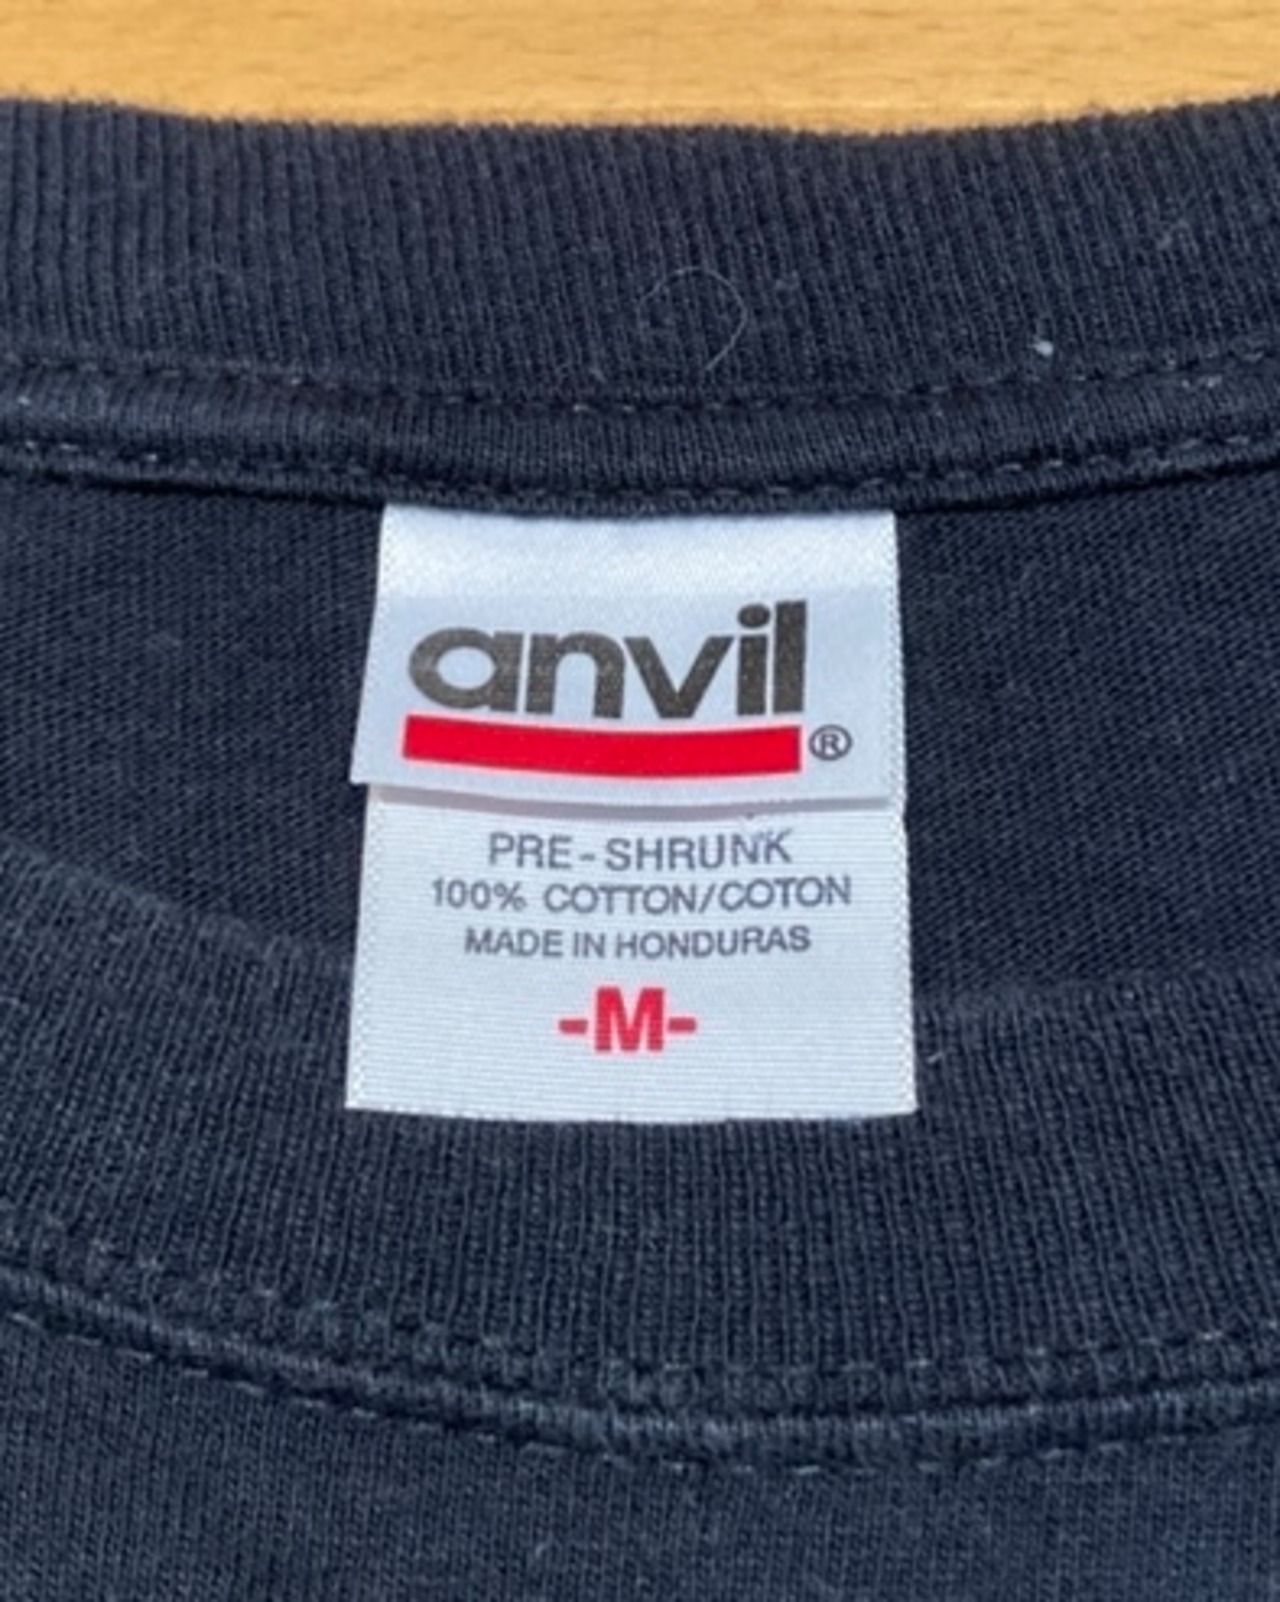 anvil®
PRE-SHRUNK
100% COTTON/COTON
MADE IN HONDURAS
-M-